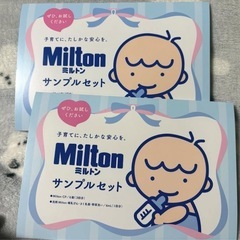 ぜひ、お試し
ください
子育てに、たしかな安心を。
Milton
ミルトン
サンプルセット
ぜひ、お試し
ください
子育てに、たしかな安心を。
Milton
ミルトン
サンプルセット